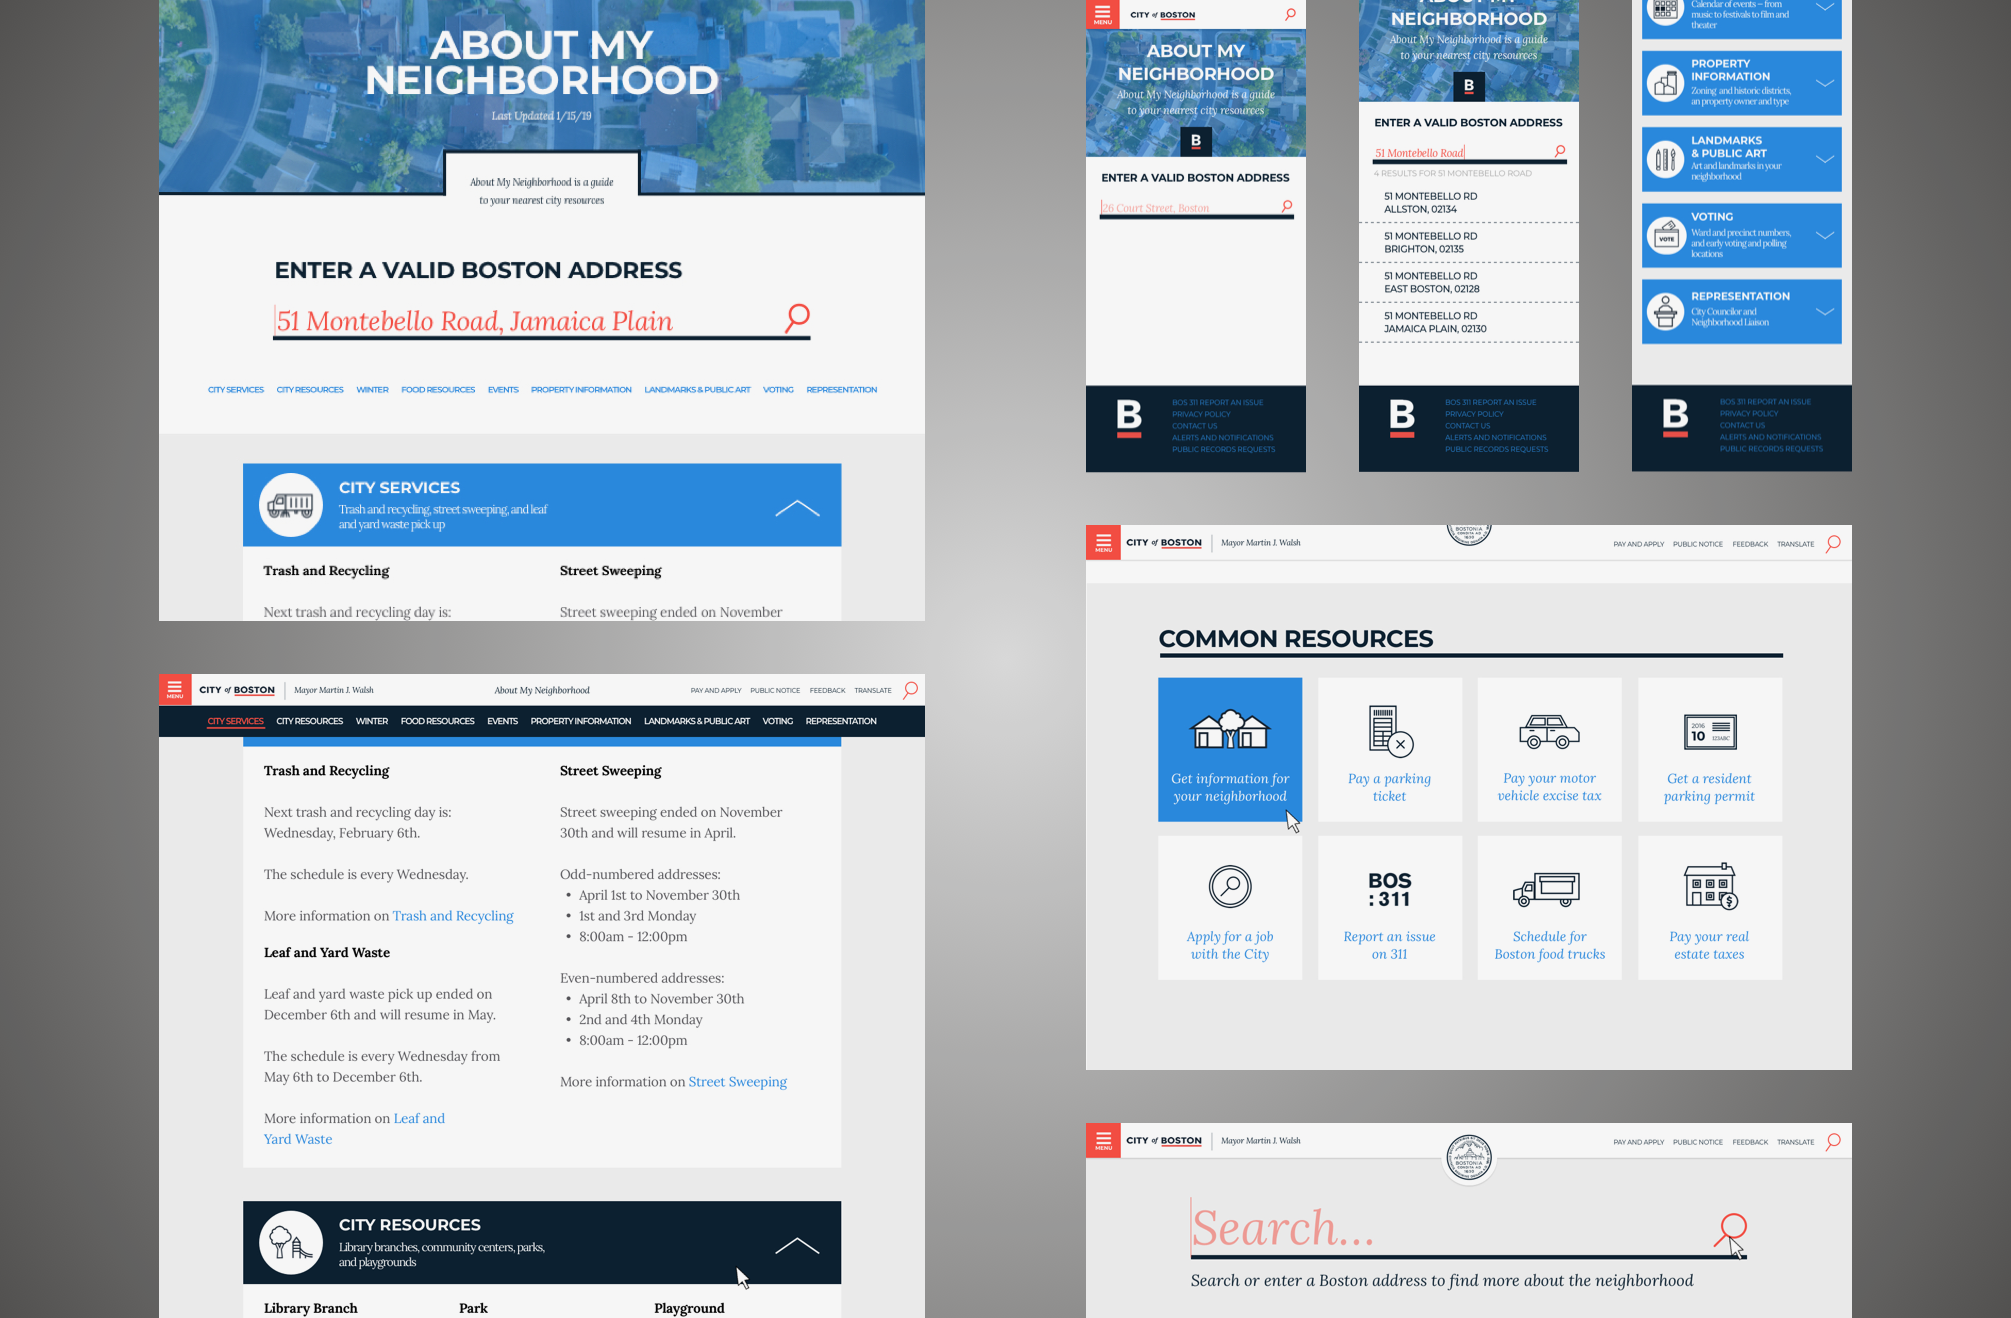 ABOUT MY
NEIGHBORHOOD
Last Updated 1/15/19
About My Neighborhood is a guide
to your nearest city resources
ENTER A VALID BOSTON ADDRESS
51 Montebello Road, Jamaica Plain
CITY SERVICES CITY RESOURCES WINTER FOOD RESOURCES EVENTS PROPERTY INFORMATION LANDMARKS & PUBLIC ART VOTING REPRESENTATION
CITY SERVICES
Trash and recycling, street sweeping, and leaf
and yard waste pick up
Trash and Recycling
Next trash and recycling day is:
Street Sweeping
Street sweeping ended on November
MENU
CITY of BOSTON
Mayor Martin J. Walsh
About My Neighborhood
PAY AND APPLY PUBLIC NOTICE FEEDBACK TRANSLATE
CITY SERVICES CITY RESOURCES WINTER FOOD RESOURCES EVENTS PROPERTY INFORMATION LANDMARKS & PUBLIC ART VOTING REPRESENTATION
Trash and Recycling
Next trash and recycling day is:
Wednesday, February 6th.
The schedule is every Wednesday.
More information on Trash and Recycling
Leaf and Yard Waste
Leaf and yard waste pick up ended on
December 6th and will resume in May.
The schedule is every Wednesday from
May 6th to December 6th.
More information on Leaf and
Yard Waste
Street Sweeping
Street sweeping ended on November
30th and will resume in April.
Odd-numbered addresses:
• April 1st to November 30th
• 1st and 3rd Monday
• 8:00am - 12:00pm
Even-numbered addresses:
• April 8th to November 30th
• 2nd and 4th Monday
• 8:00am - 12:00pm
More information on Street Sweeping
CITY RESOURCES
Library branches, community centers, parks,
and playgrounds
Library Branch
Park
Playground
MENU
CITY of BOSTON
ABOUT MY
NEIGHBORHOOD
About My Neighborhood is a guide
to your nearest city resources
B
ENTER A VALID BOSTON ADDRESS
26 Court Street, Boston
B
BOS 311 REPORT AN ISSUE
PRIVACY POLICY
CONTACT US
ALERTS AND NOTIFICATIONS
PUBLIC RECORDS REQUESTS
ABOUT MY
NEIGHBORHOOD
About My Neighborhood is a guide
to your nearest city resources
B
ENTER A VALID BOSTON ADDRESS
51 Montebello Road
4 RESULTS FOR 51 MONTEBELLO ROAD
51 MONTEBELLO RD
ALLSTON, 02134
51 MONTEBELLO RD
BRIGHTON, 02135
51 MONTEBELLO RD
EAST BOSTON, 02128
51 MONTEBELLO RD
JAMAICA PLAIN, 02130
B
BOS 311 REPORT AN ISSUE
PRIVACY POLICY
CONTACT US
ALERTS AND NOTIFICATIONS
PUBLIC RECORDS REQUESTS
Calendar of events – from
music to festivals to film and
theater
PROPERTY
INFORMATION
Zoning and historic districts,
an property owner and type
LANDMARKS
& PUBLIC ART
Art and landmarks in your
neighborhood
VOTE
VOTING
Ward and precinct numbers,
and early voting and polling
locations
REPRESENTATION
City Councilor and
Neighborhood Liaison
B
BOS 311 REPORT AN ISSUE
PRIVACY POLICY
CONTACT US
ALERTS AND NOTIFICATIONS
PUBLIC RECORDS REQUESTS
MENU
CITY of BOSTON
Mayor Martin J. Walsh
BOSTONIA
CONDITA AD
1630
PAY AND APPLY PUBLIC NOTICE FEEDBACK TRANSLATE
COMMON RESOURCES
Get information for
your neighborhood
Pay a parking
ticket
Pay your motor
vehicle excise tax
2016
10 123ABC
Get a resident
parking permit
Apply for a job
with the City
BOS
:311
Report an issue
on 311
Schedule for
Boston food trucks
$
Pay your real
estate taxes
MENU
CITY of BOSTON
Mayor Martin J. Walsh
BOSTONIA
CONDITA AD
1630
PAY AND APPLY PUBLIC NOTICE FEEDBACK TRANSLATE
Search...
Search or enter a Boston address to find more about the neighborhood